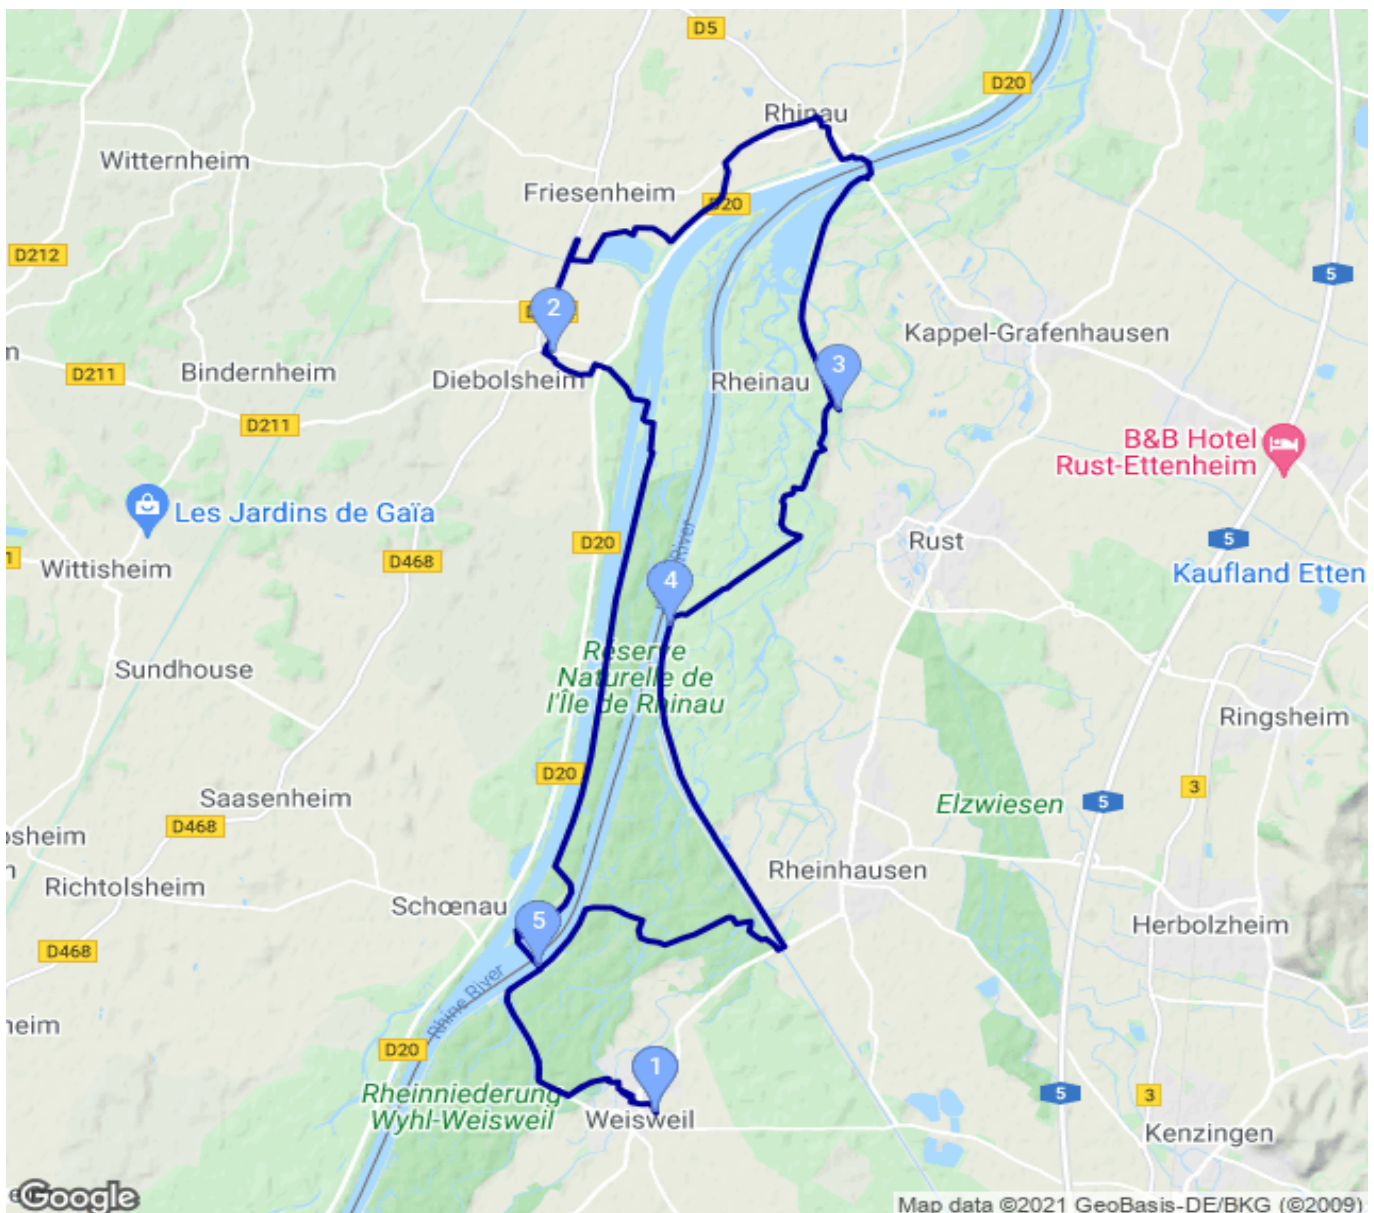 D5
D20
Rhinau
Witternheim
Friesenheim
D20
D212
5
2
Kappel-Grafenhausen
n
D211
Bindernheim
Diebolsheim
Rheinau
3
D211
B&B Hotel
Rust-Ettenheim
Les Jardins de Gaïa
River
D20
D468
Rust
5
Wittisheim
Kaufland Etten
4
Réserve
Naturelle de
l'Île de Rhinau
Sundhouse
Ringsheim
D20
3
Saasenheim
5
Elzwiesen
D468
osheim
Rheinhausen
Richtolsheim
Schœnau
5
Herbolzheim
D468
Rhine River
heim
D20
1
Rheinniederung
Wyhl-Weisweil
5
3
Weisweil
Kenzingen
Google
Map data ©2021 GeoBasis-DE/BKG (©2009)